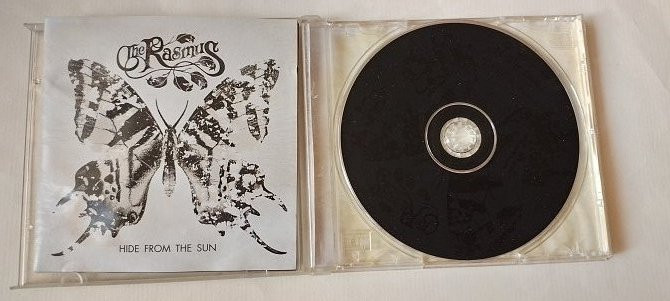 The Rasmus
HIDE FROM THE SUN